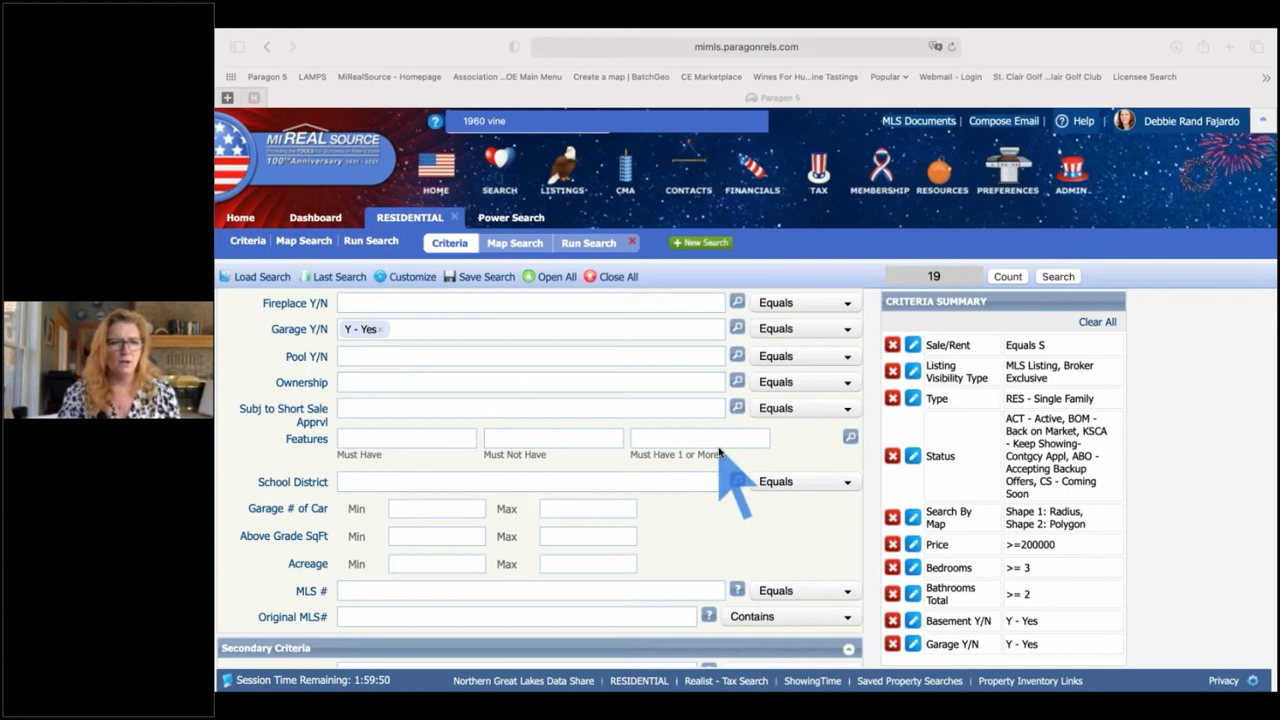 mimls.paragonrels.com
Paragon 5 LAMPS MiRealSource - Homepage Association ...OE Main Menu Create a map | BatchGeo CE Marketplace Wines For Hu...ine Tastings Popular Webmail - Login St. Clair Golf ...lair Golf Club Licensee Search
Paragon 5
1960 vine
MLS Documents Compose Email Help Debbie Rand Fajardo
MI REAL SOURCE
100th Anniversary 1921 - 2021
HOME SEARCH LISTINGS CMA CONTACTS FINANCIALS TAX MEMBERSHIP RESOURCES PREFERENCES ADMIN
Home Dashboard RESIDENTIAL Power Search
Criteria Map Search Run Search Criteria Map Search Run Search + New Search
Load Search Last Search Customize Save Search Open All Close All 19 Count Search
Fireplace Y/N Equals
Garage Y/N Y - Yes× Equals
Pool Y/N Equals
Ownership Equals
Subj to Short Sale Apprvl Equals
Features
Must Have Must Not Have Must Have 1 or More
School District Equals
Garage # of Car Min Max
Above Grade SqFt Min Max
Acreage Min Max
MLS # ? Equals
Original MLS# ? Contains
Secondary Criteria
CRITERIA SUMMARY
Clear All
Sale/Rent Equals S
Listing Visibility Type MLS Listing, Broker Exclusive
Type RES - Single Family
Status ACT - Active, BOM - Back on Market, KSCA - Keep Showing- Contgcy Appl, ABO - Accepting Backup Offers, CS - Coming Soon
Search By Map Shape 1: Radius, Shape 2: Polygon
Price >=200000
Bedrooms >= 3
Bathrooms Total >= 2
Basement Y/N Y - Yes
Garage Y/N Y - Yes
Session Time Remaining: 1:59:50 Northern Great Lakes Data Share | RESIDENTIAL | Realist - Tax Search | ShowingTime | Saved Property Searches | Property Inventory Links Privacy